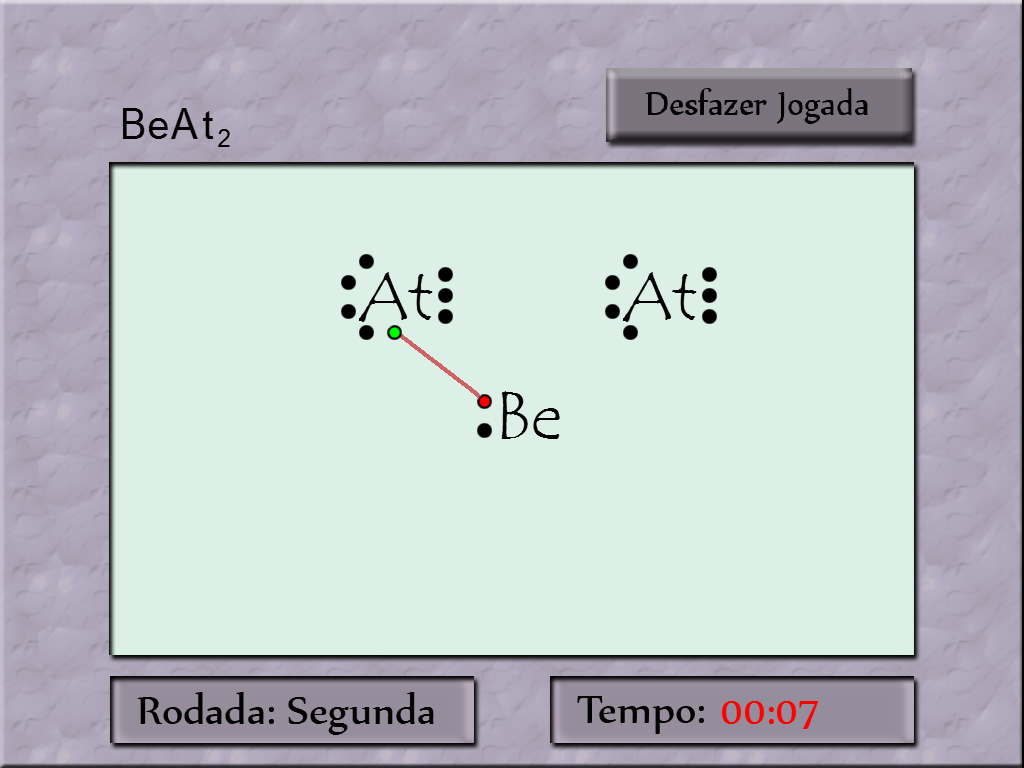 BeAt₂
Desfazer Jogada
At
At
Be
Rodada: Segunda
Tempo: 00:07